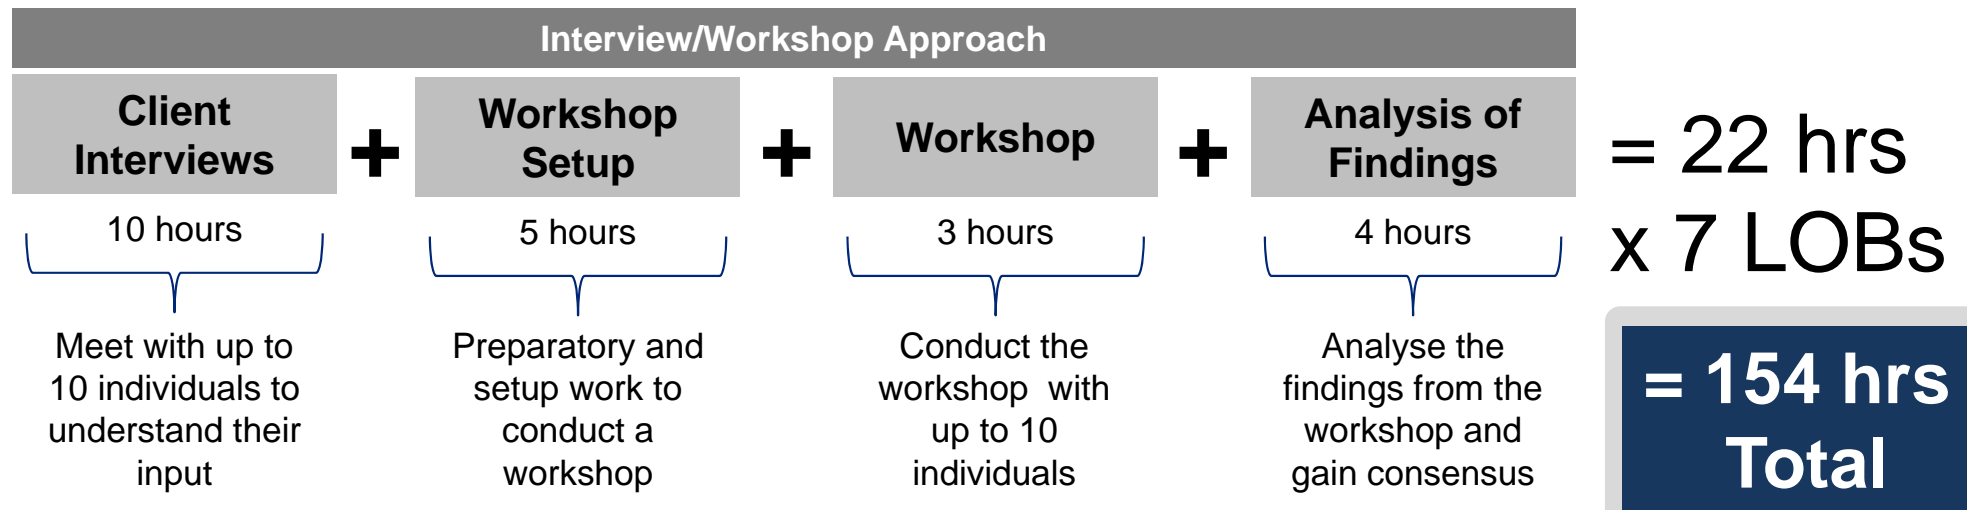 Interview/Workshop Approach
Client
Interviews
+
Workshop
Setup
+
Workshop
+
Analysis of
Findings
= 22 hrs
x 7 LOBs
10 hours
5 hours
3 hours
4 hours
Meet with up to
10 individuals to
understand their
input
Preparatory and
setup work to
conduct a
workshop
Conduct the
workshop with
up to 10
individuals
Analyse the
findings from the
workshop and
gain consensus
= 154 hrs
Total